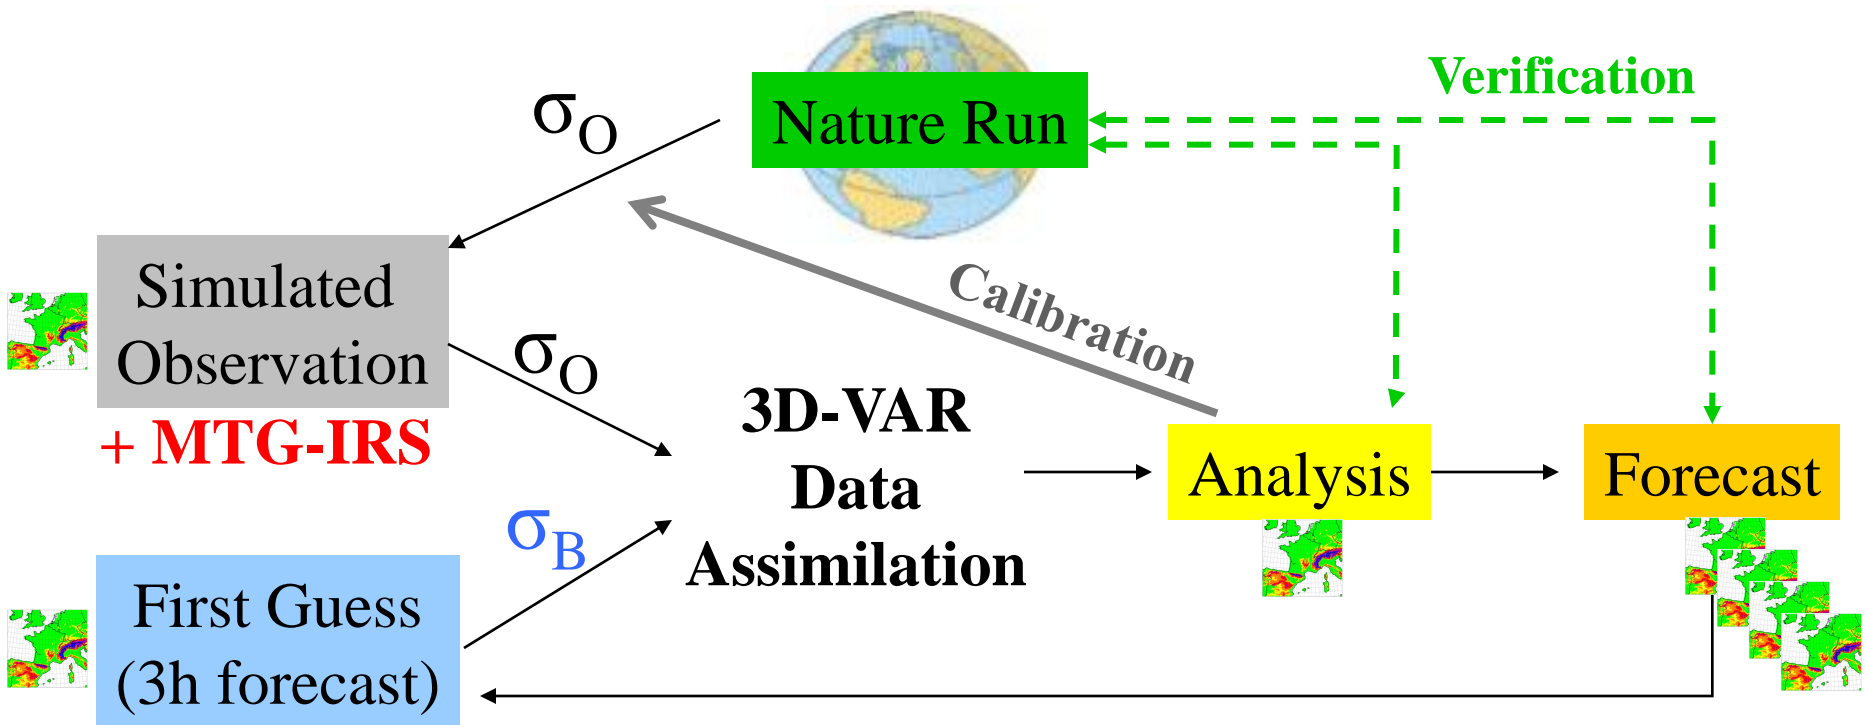 Verification
σO
Nature Run
Simulated
Observation
+ MTG-IRS
Calibration
σO
3D-VAR
Data
Assimilation
Analysis
Forecast
σB
First Guess
(3h forecast)